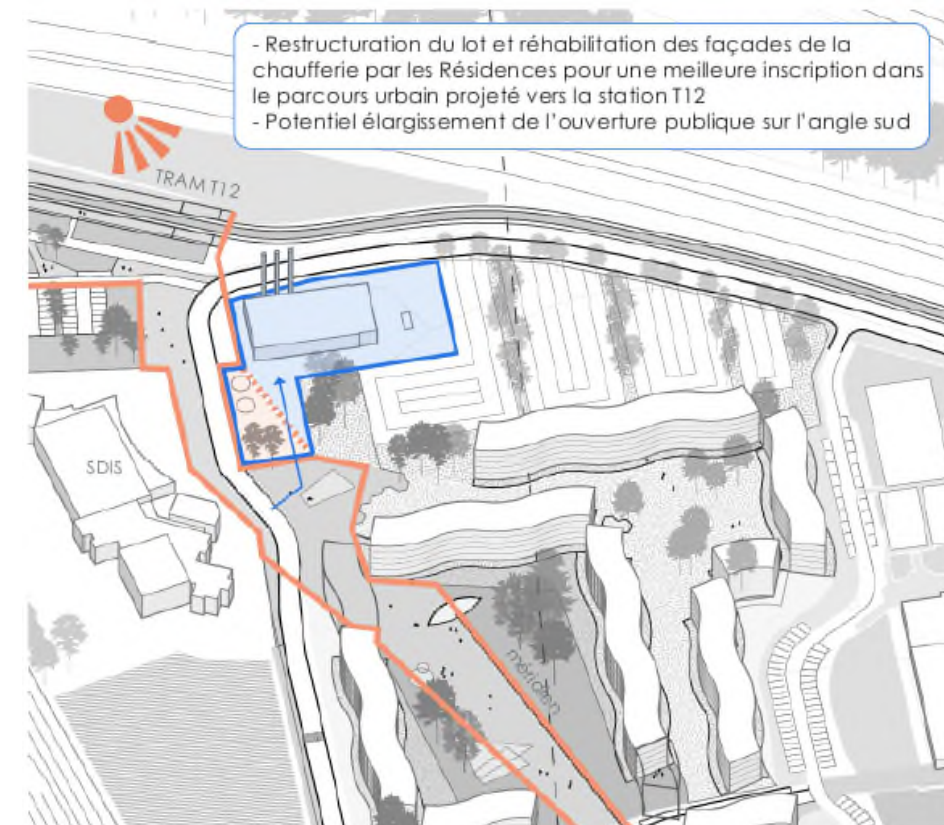 - Restructuration du lot et réhabilitation des façades de la
chaufferie par les Résidences pour une meilleure inscription dans
le parcours urbain projeté vers la station T12
- Potentiel élargissement de l'ouverture publique sur l'angle sud
TRAM T12
SDIS
méridien